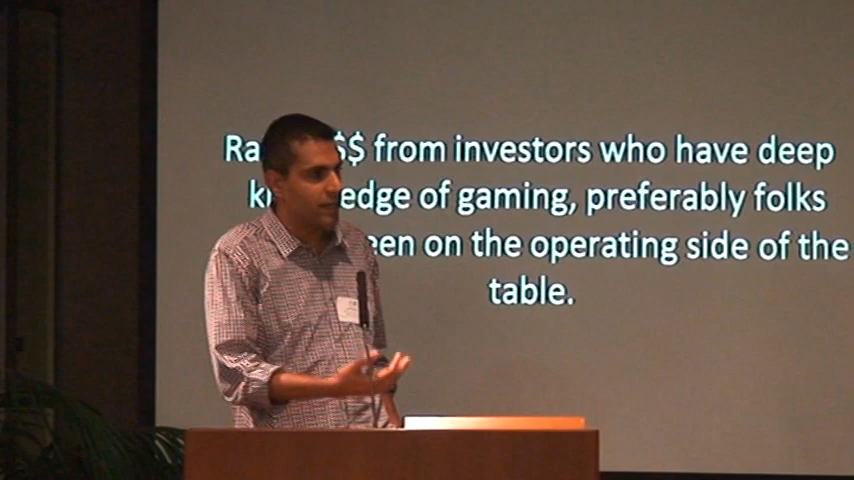 $$ from investors who have deep
of gaming, preferably folks
on the operating side of the
table.